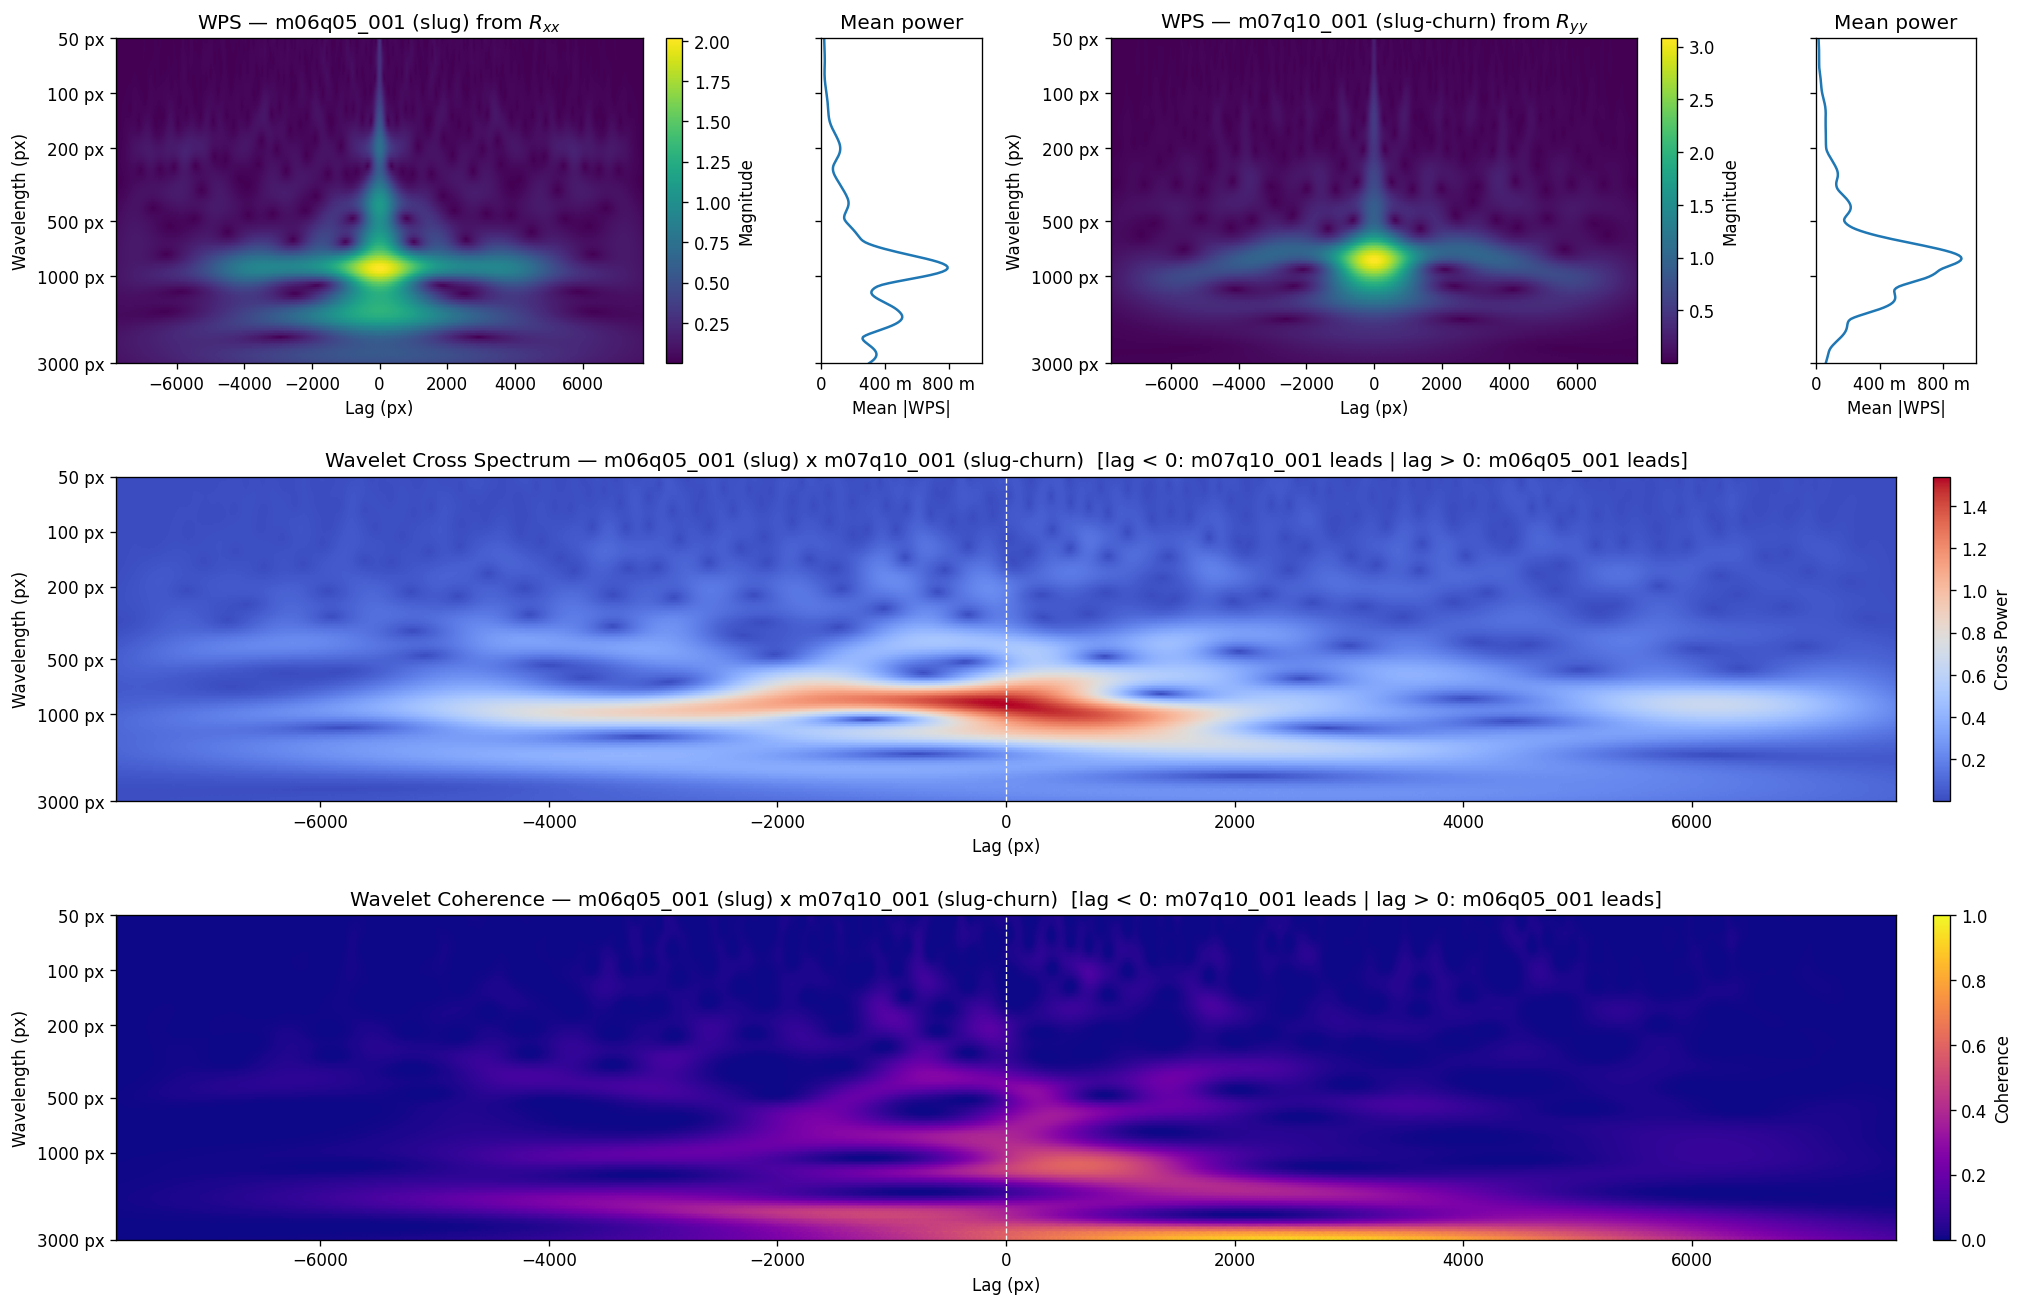 WPS — m06q05_001 (slug) from Rxx
Mean power
WPS — m07q10_001 (slug-churn) from Ryy
Mean power
50 px
100 px
200 px
500 px
1000 px
3000 px
Wavelength (px)
−6000 −4000 −2000 0 2000 4000 6000
Lag (px)
2.00
1.75
1.50
1.25
1.00
0.75
0.50
0.25
Magnitude
0 400 m 800 m
Mean |WPS|
50 px
100 px
200 px
500 px
1000 px
3000 px
Wavelength (px)
−6000 −4000 −2000 0 2000 4000 6000
Lag (px)
3.0
2.5
2.0
1.5
1.0
0.5
Magnitude
0 400 m 800 m
Mean |WPS|
Wavelet Cross Spectrum — m06q05_001 (slug) x m07q10_001 (slug-churn) [lag < 0: m07q10_001 leads | lag > 0: m06q05_001 leads]
50 px
100 px
200 px
500 px
1000 px
3000 px
Wavelength (px)
−6000 −4000 −2000 0 2000 4000 6000
Lag (px)
1.4
1.2
1.0
0.8
0.6
0.4
0.2
Cross Power
Wavelet Coherence — m06q05_001 (slug) x m07q10_001 (slug-churn) [lag < 0: m07q10_001 leads | lag > 0: m06q05_001 leads]
50 px
100 px
200 px
500 px
1000 px
3000 px
Wavelength (px)
−6000 −4000 −2000 0 2000 4000 6000
Lag (px)
1.0
0.8
0.6
0.4
0.2
0.0
Coherence